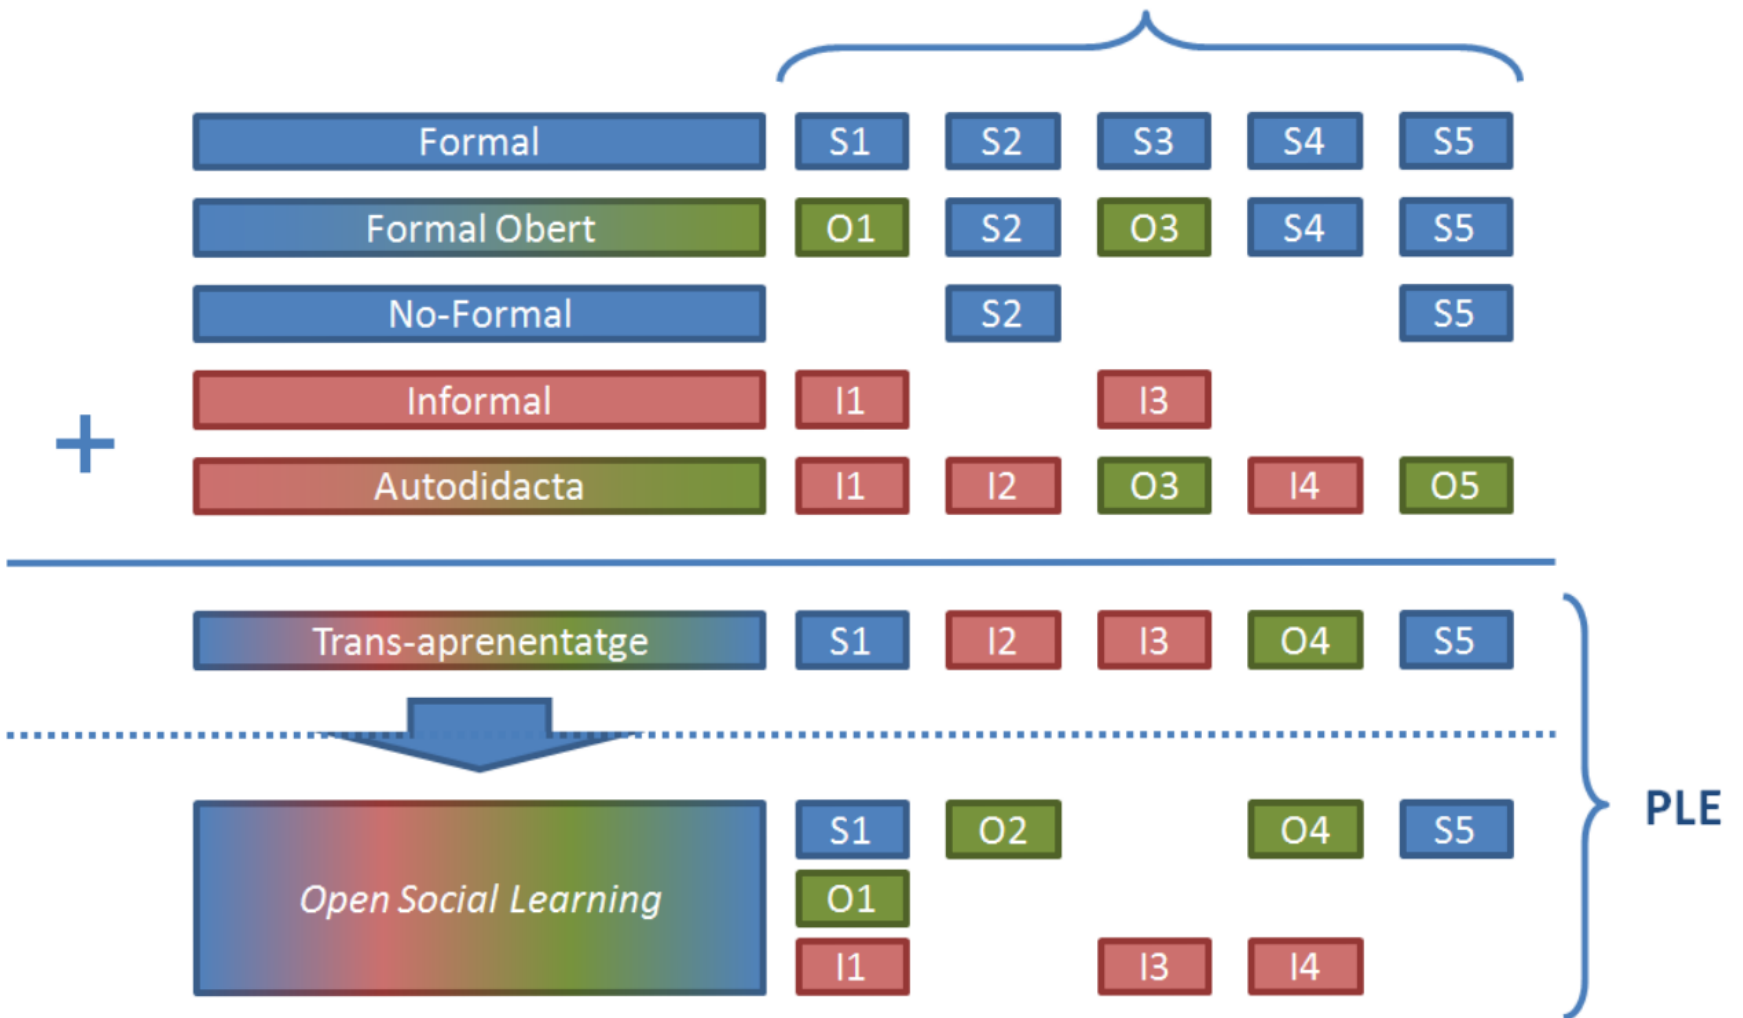 Formal S1 S2 S3 S4 S5
Formal Obert O1 S2 O3 S4 S5
No-Formal S2 S5
Informal I1 I3
+
Autodidacta I1 I2 O3 I4 O5
Trans-aprenentatge S1 I2 I3 O4 S5
PLE
S1 O2 O4 S5
Open Social Learning O1
I1 I3 I4